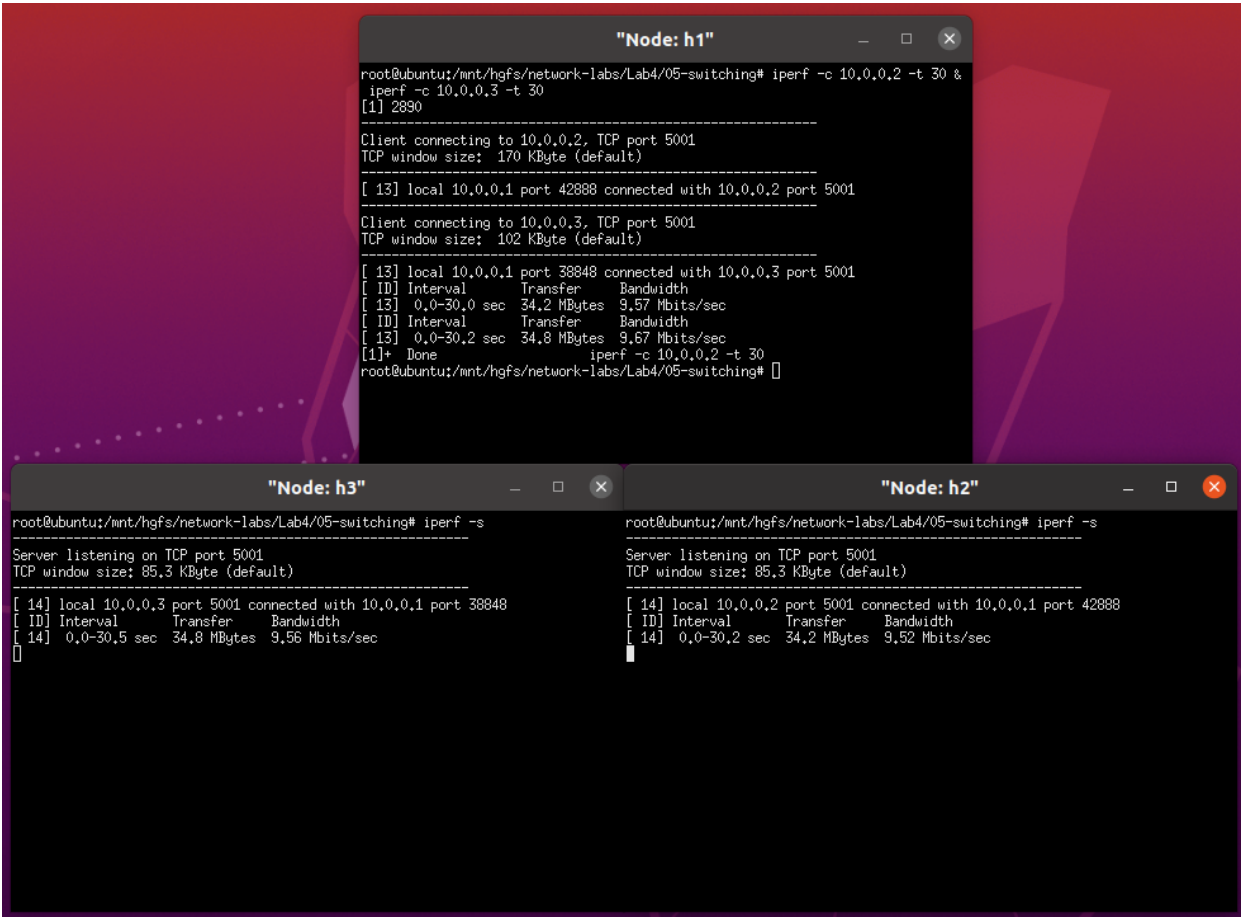 "Node: h1"
root@ubuntu:/mnt/hgfs/network-labs/Lab4/05-switching# iperf -c 10.0.0.2 -t 30 &
iperf -c 10.0.0.3 -t 30
[1] 2890
------------------------------------------------------------
Client connecting to 10.0.0.2, TCP port 5001
TCP window size:  170 KByte (default)
------------------------------------------------------------
[ 13] local 10.0.0.1 port 42888 connected with 10.0.0.2 port 5001
------------------------------------------------------------
Client connecting to 10.0.0.3, TCP port 5001
TCP window size:  102 KByte (default)
------------------------------------------------------------
[ 13] local 10.0.0.1 port 38848 connected with 10.0.0.3 port 5001
[ ID] Interval       Transfer     Bandwidth
[ 13]  0.0-30.0 sec  34.2 MBytes  9.57 Mbits/sec
[ ID] Interval       Transfer     Bandwidth
[ 13]  0.0-30.2 sec  34.8 MBytes  9.67 Mbits/sec
[1]+  Done                    iperf -c 10.0.0.2 -t 30
root@ubuntu:/mnt/hgfs/network-labs/Lab4/05-switching#
"Node: h3"
root@ubuntu:/mnt/hgfs/network-labs/Lab4/05-switching# iperf -s
------------------------------------------------------------
Server listening on TCP port 5001
TCP window size: 85.3 KByte (default)
------------------------------------------------------------
[ 14] local 10.0.0.3 port 5001 connected with 10.0.0.1 port 38848
[ ID] Interval       Transfer     Bandwidth
[ 14]  0.0-30.5 sec  34.8 MBytes  9.56 Mbits/sec
"Node: h2"
root@ubuntu:/mnt/hgfs/network-labs/Lab4/05-switching# iperf -s
------------------------------------------------------------
Server listening on TCP port 5001
TCP window size: 85.3 KByte (default)
------------------------------------------------------------
[ 14] local 10.0.0.2 port 5001 connected with 10.0.0.1 port 42888
[ ID] Interval       Transfer     Bandwidth
[ 14]  0.0-30.2 sec  34.2 MBytes  9.52 Mbits/sec